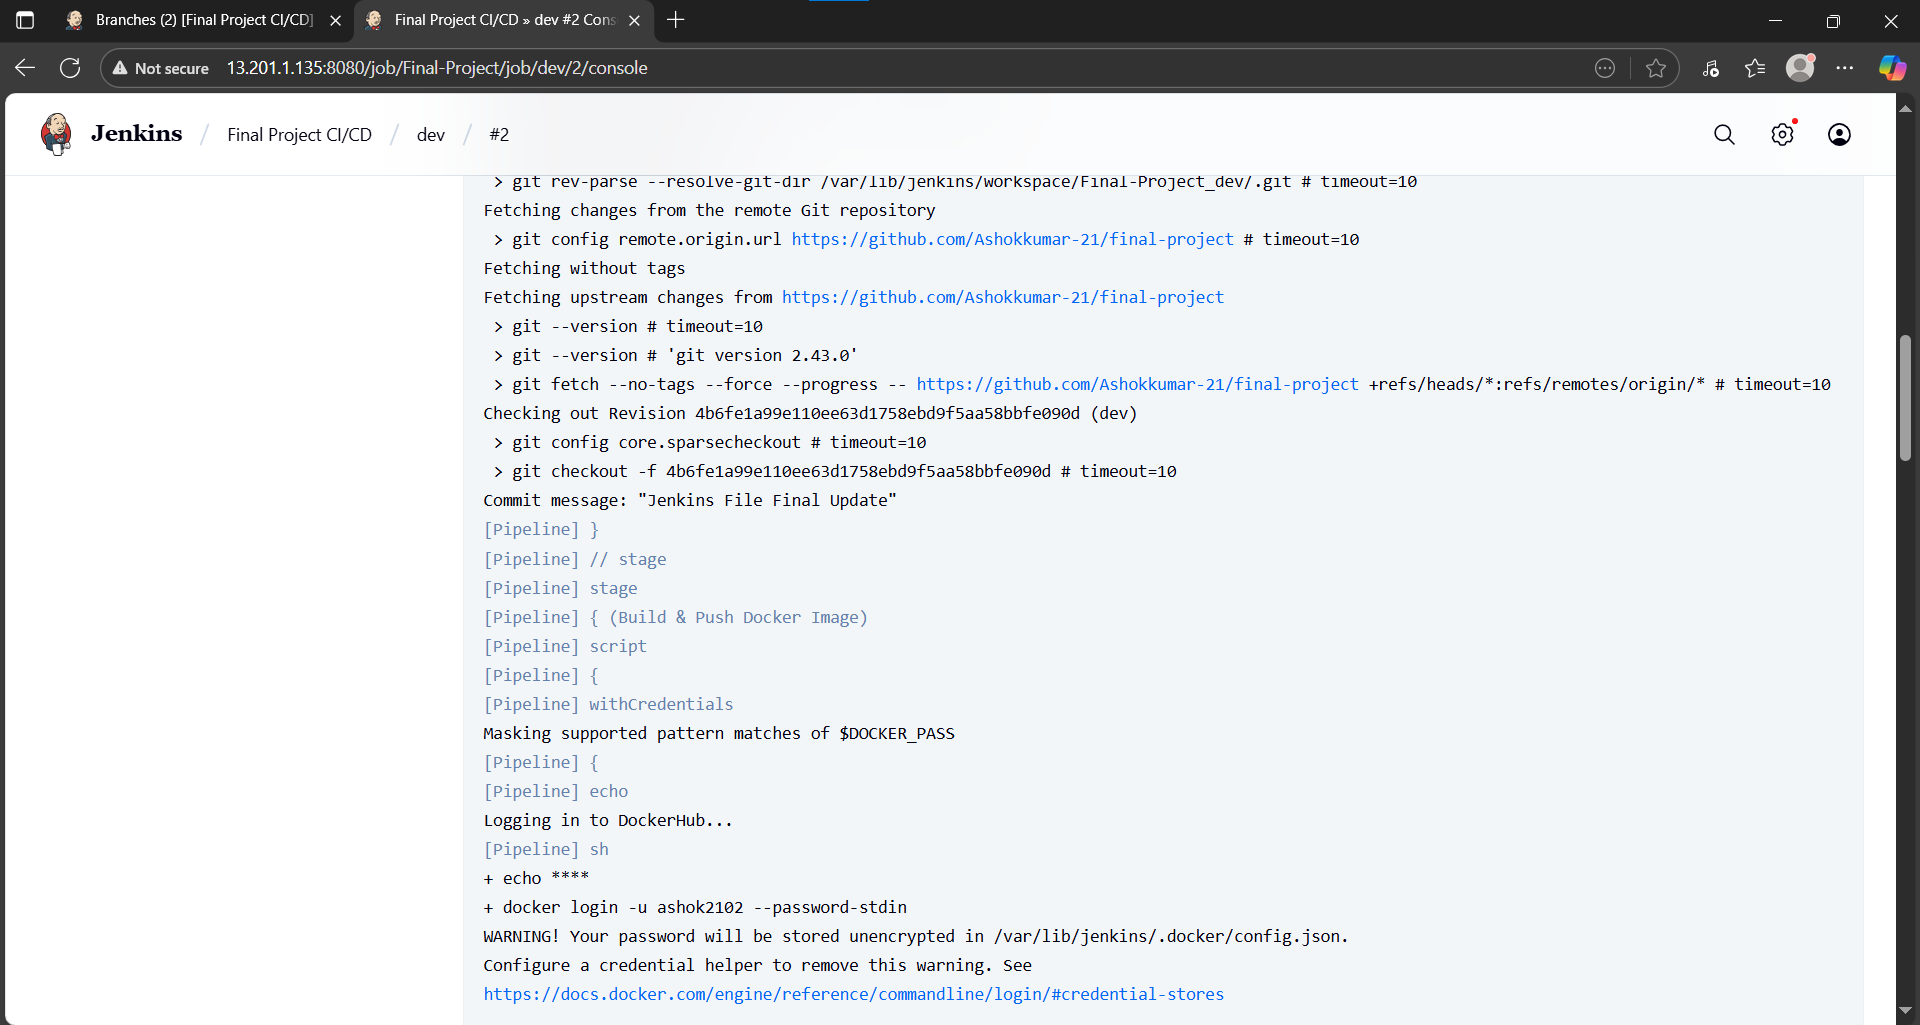 Branches (2) [Final Project CI/CD]
Final Project CI/CD » dev #2 Cons
Not secure 13.201.1.135:8080/job/Final-Project/job/dev/2/console
Jenkins / Final Project CI/CD / dev / #2
> git rev-parse --resolve-git-dir /var/lib/jenkins/workspace/Final-Project_dev/.git # timeout=10
Fetching changes from the remote Git repository
> git config remote.origin.url https://github.com/Ashokkumar-21/final-project # timeout=10
Fetching without tags
Fetching upstream changes from https://github.com/Ashokkumar-21/final-project
> git --version # timeout=10
> git --version # 'git version 2.43.0'
> git fetch --no-tags --force --progress -- https://github.com/Ashokkumar-21/final-project +refs/heads/*:refs/remotes/origin/* # timeout=10
Checking out Revision 4b6fe1a99e110ee63d1758ebd9f5aa58bbfe090d (dev)
> git config core.sparsecheckout # timeout=10
> git checkout -f 4b6fe1a99e110ee63d1758ebd9f5aa58bbfe090d # timeout=10
Commit message: "Jenkins File Final Update"
[Pipeline] }
[Pipeline] // stage
[Pipeline] stage
[Pipeline] { (Build & Push Docker Image)
[Pipeline] script
[Pipeline] {
[Pipeline] withCredentials
Masking supported pattern matches of $DOCKER_PASS
[Pipeline] {
[Pipeline] echo
Logging in to DockerHub...
[Pipeline] sh
+ echo ****
+ docker login -u ashok2102 --password-stdin
WARNING! Your password will be stored unencrypted in /var/lib/jenkins/.docker/config.json.
Configure a credential helper to remove this warning. See
https://docs.docker.com/engine/reference/commandline/login/#credential-stores